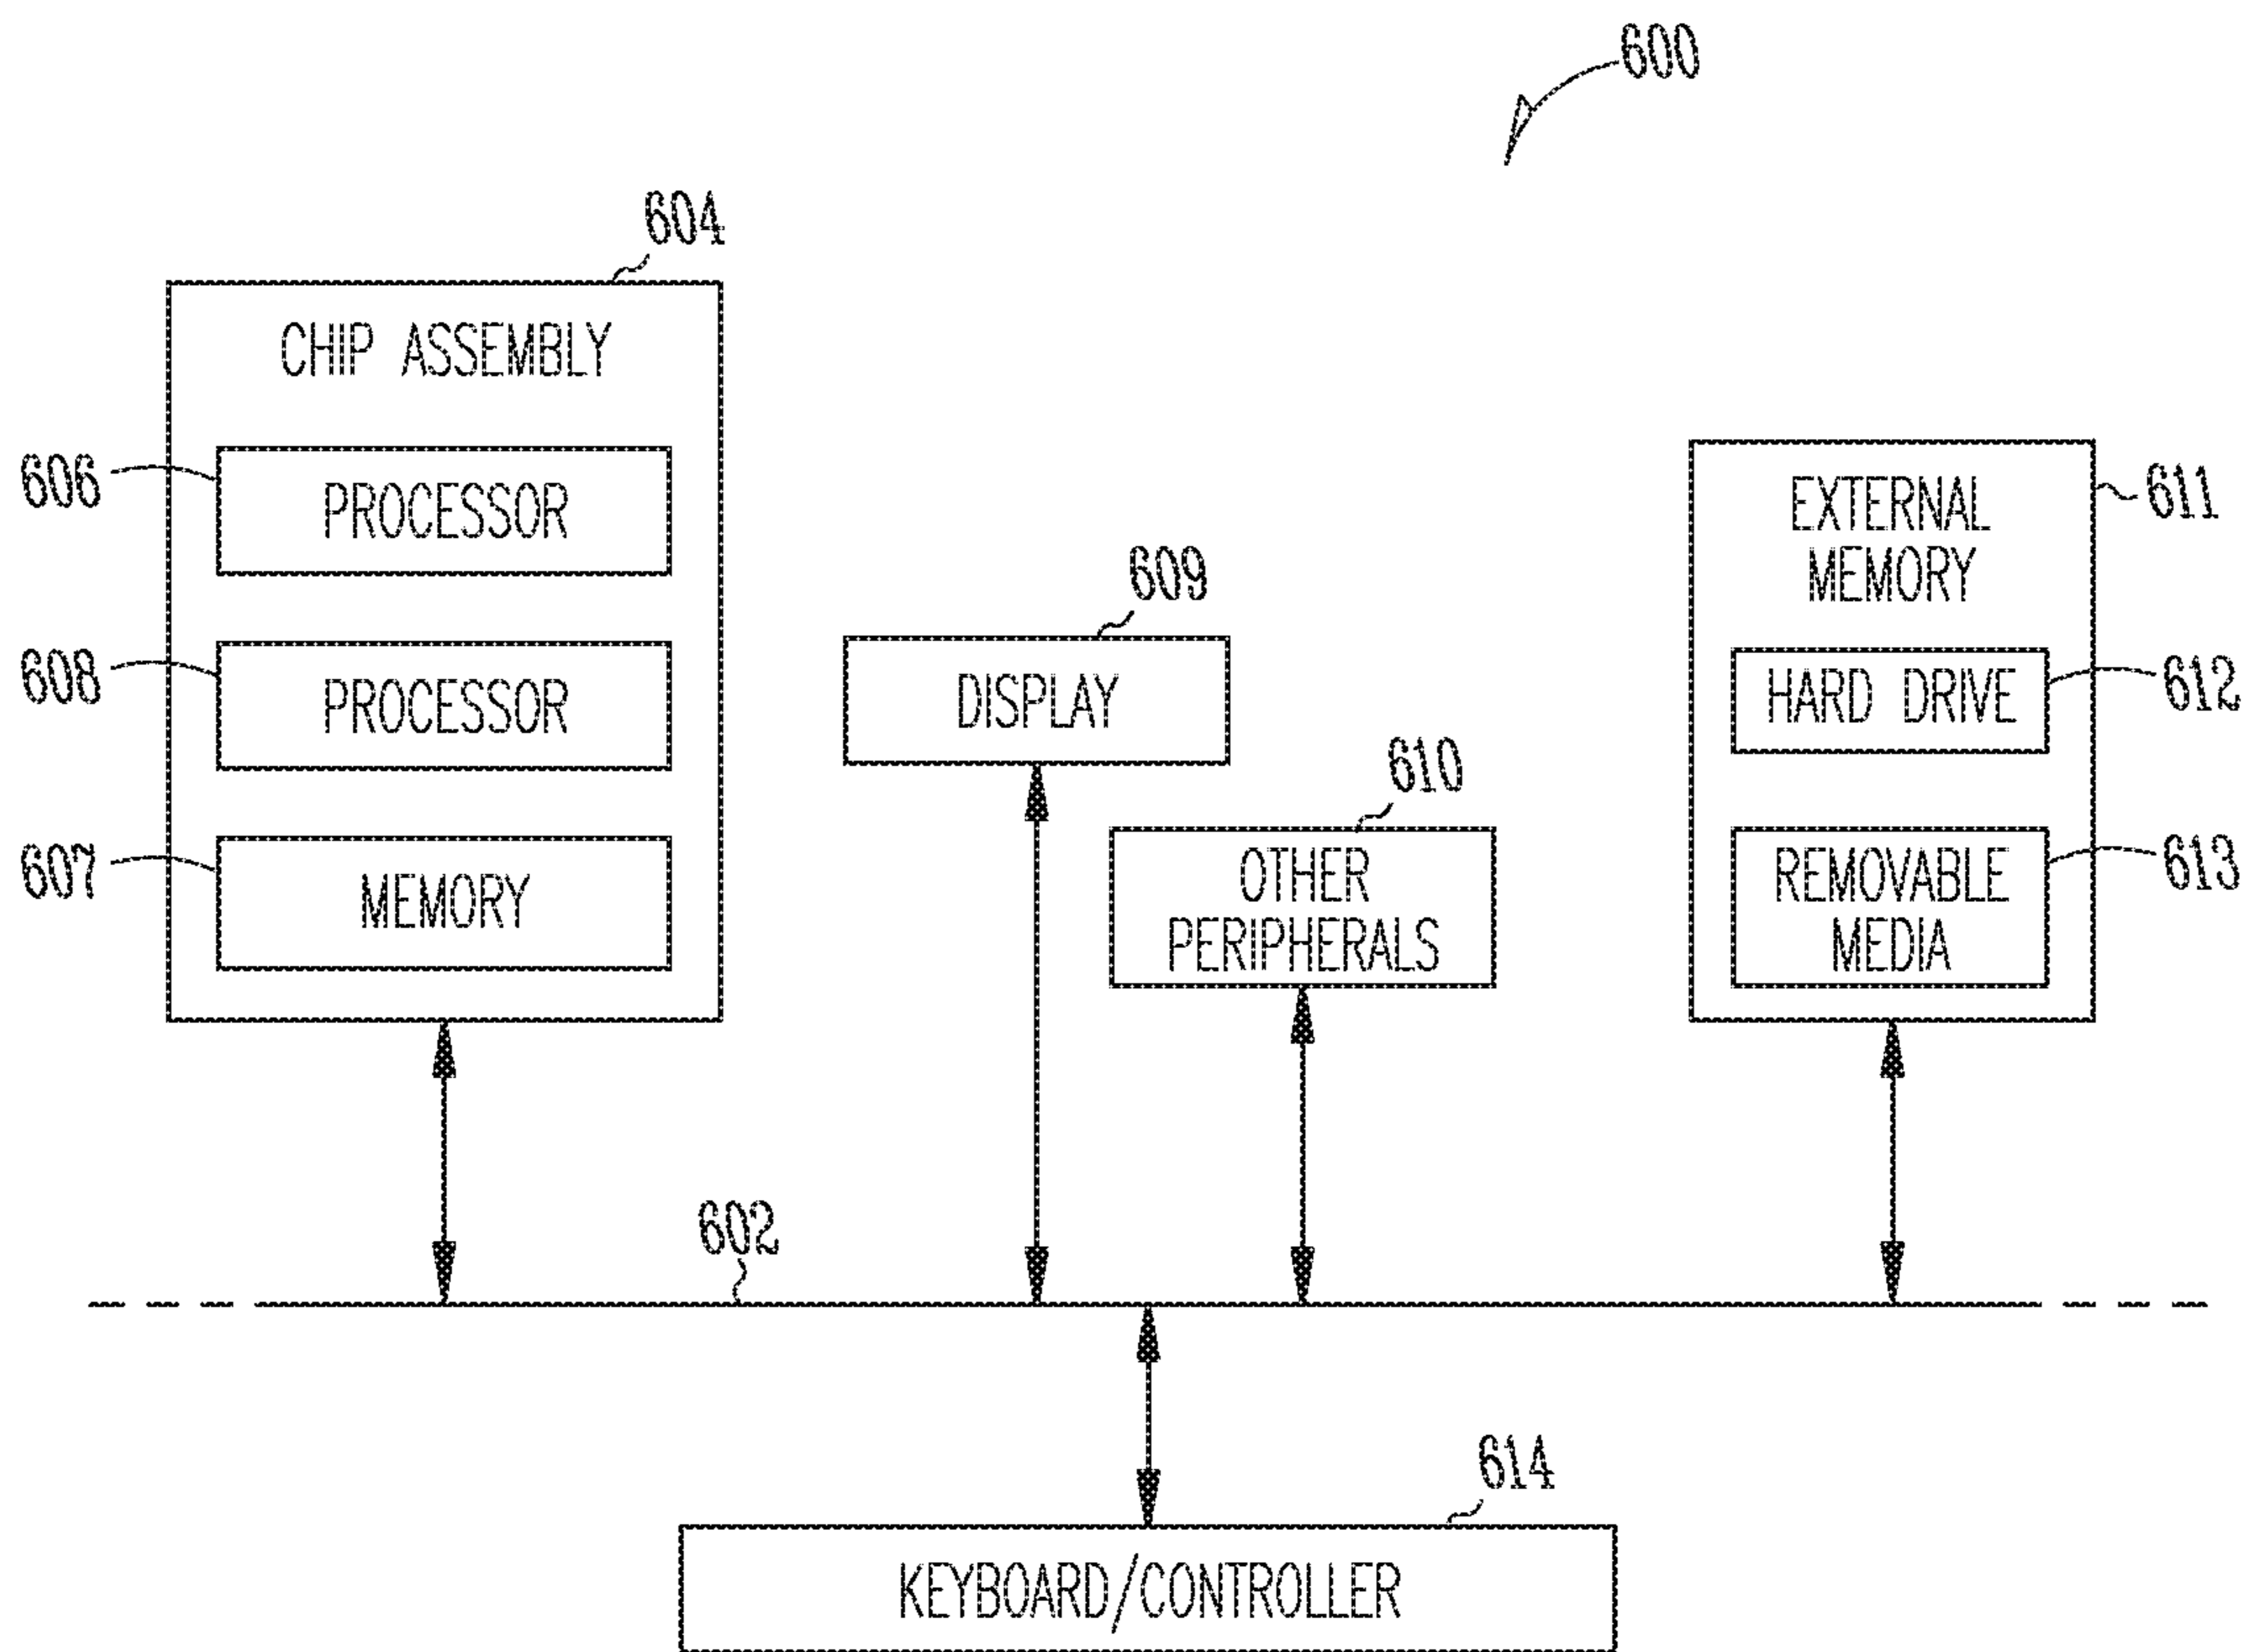 600
604
CHIP ASSEMBLY
606
PROCESSOR
608
PROCESSOR
607
MEMORY
609
DISPLAY
610
OTHER
PERIPHERALS
611
EXTERNAL
MEMORY
HARD DRIVE
612
REMOVABLE
MEDIA
613
602
614
KEYBOARD/CONTROLLER